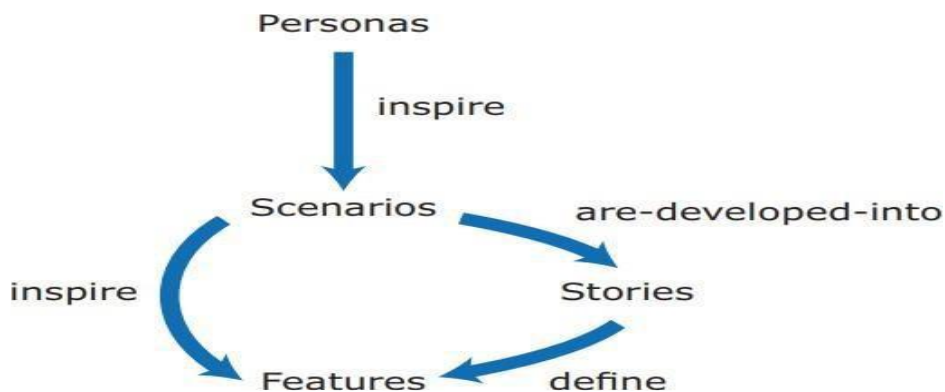 Personas
inspire
Scenarios
are-developed-into
inspire
Stories
Features
define